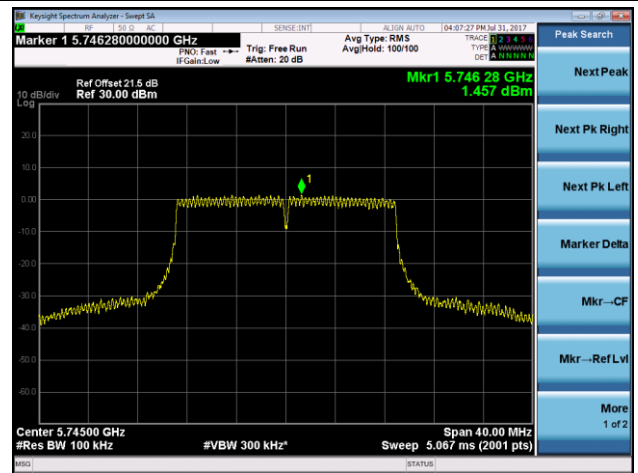 Keysight Spectrum Analyzer - Swept SA
RF 50 Ω AC SENSE:INT ALIGN AUTO 04:07:27 PM Jul 31, 2017
Marker 1 5.746280000000 GHz
PNO: Fast
IFGain:Low
Trig: Free Run
#Atten: 20 dB
Avg Type: RMS
Avg|Hold: 100/100
TRACE 1 2 3 4 5 6
TYPE A WWWWW
DET A N N N N N
Ref Offset 21.5 dB
Ref 30.00 dBm
10 dB/div
Log
Mkr1 5.746 28 GHz
1.457 dBm
20.0
10.0
0.00
-10.0
-20.0
-30.0
-40.0
-50.0
-60.0
1
Center 5.74500 GHz
#Res BW 100 kHz
#VBW 300 kHz*
Span 40.00 MHz
Sweep 5.067 ms (2001 pts)
MSG
STATUS
Peak Search
Next Peak
Next Pk Right
Next Pk Left
Marker Delta
Mkr→CF
Mkr→Ref Lvl
More
1 of 2